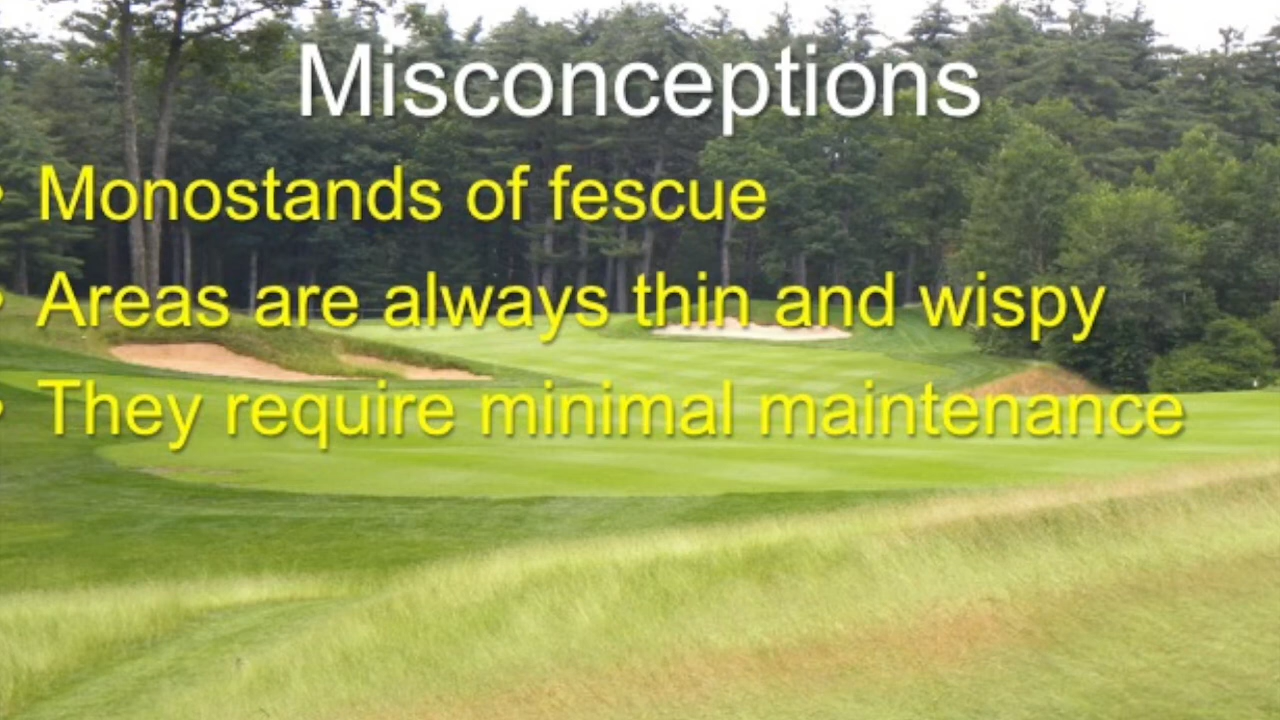 Misconceptions
• Monostands of fescue
• Areas are always thin and wispy
• They require minimal maintenance